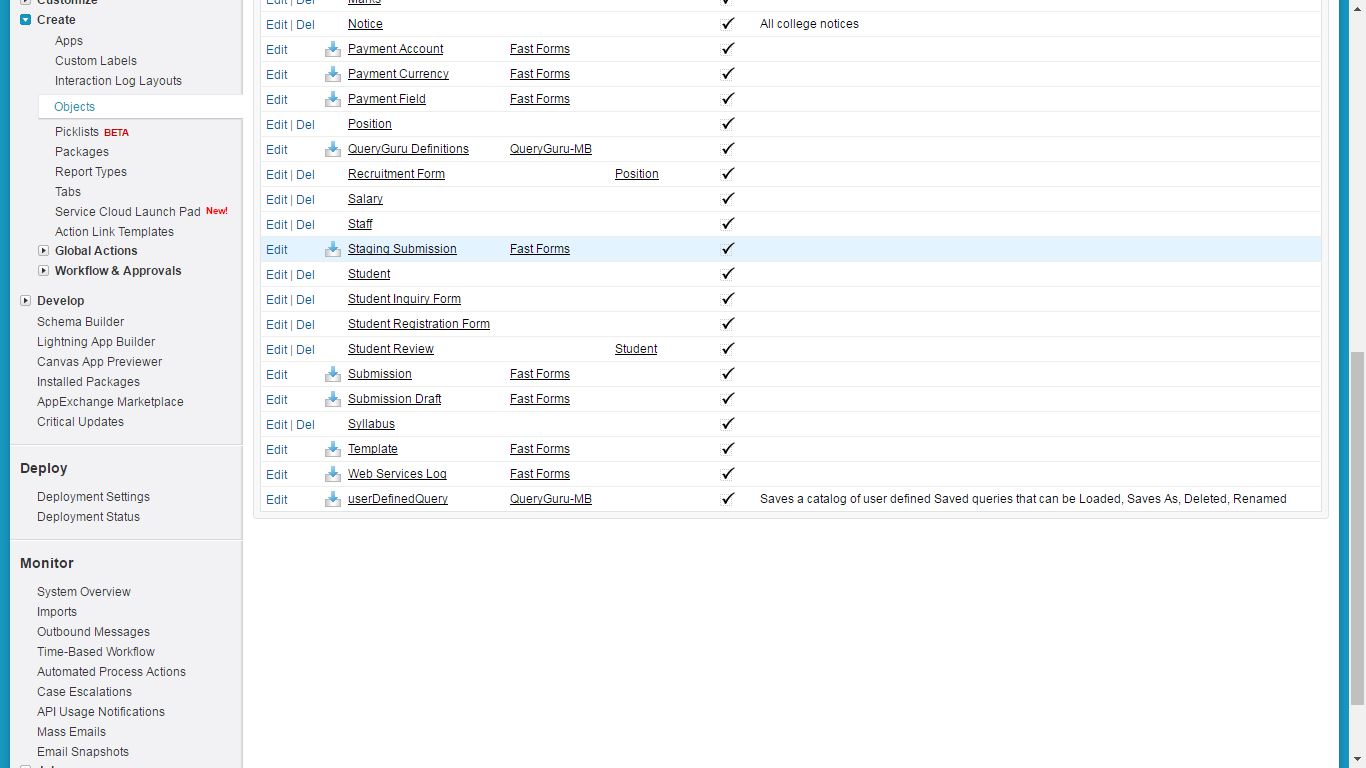 Customize
Create
Apps
Custom Labels
Interaction Log Layouts
Objects
Picklists BETA
Packages
Report Types
Tabs
Service Cloud Launch Pad New!
Action Link Templates
Global Actions
Workflow & Approvals
Develop
Schema Builder
Lightning App Builder
Canvas App Previewer
Installed Packages
AppExchange Marketplace
Critical Updates
Deploy
Deployment Settings
Deployment Status
Monitor
System Overview
Imports
Outbound Messages
Time-Based Workflow
Automated Process Actions
Case Escalations
API Usage Notifications
Mass Emails
Email Snapshots
Edit | Del Marks
Edit | Del Notice All college notices
Edit Payment Account Fast Forms
Edit Payment Currency Fast Forms
Edit Payment Field Fast Forms
Edit | Del Position
Edit QueryGuru Definitions QueryGuru-MB
Edit | Del Recruitment Form Position
Edit | Del Salary
Edit | Del Staff
Edit Staging Submission Fast Forms
Edit | Del Student
Edit | Del Student Inquiry Form
Edit | Del Student Registration Form
Edit | Del Student Review Student
Edit Submission Fast Forms
Edit Submission Draft Fast Forms
Edit | Del Syllabus
Edit Template Fast Forms
Edit Web Services Log Fast Forms
Edit userDefinedQuery QueryGuru-MB Saves a catalog of user defined Saved queries that can be Loaded, Saves As, Deleted, Renamed